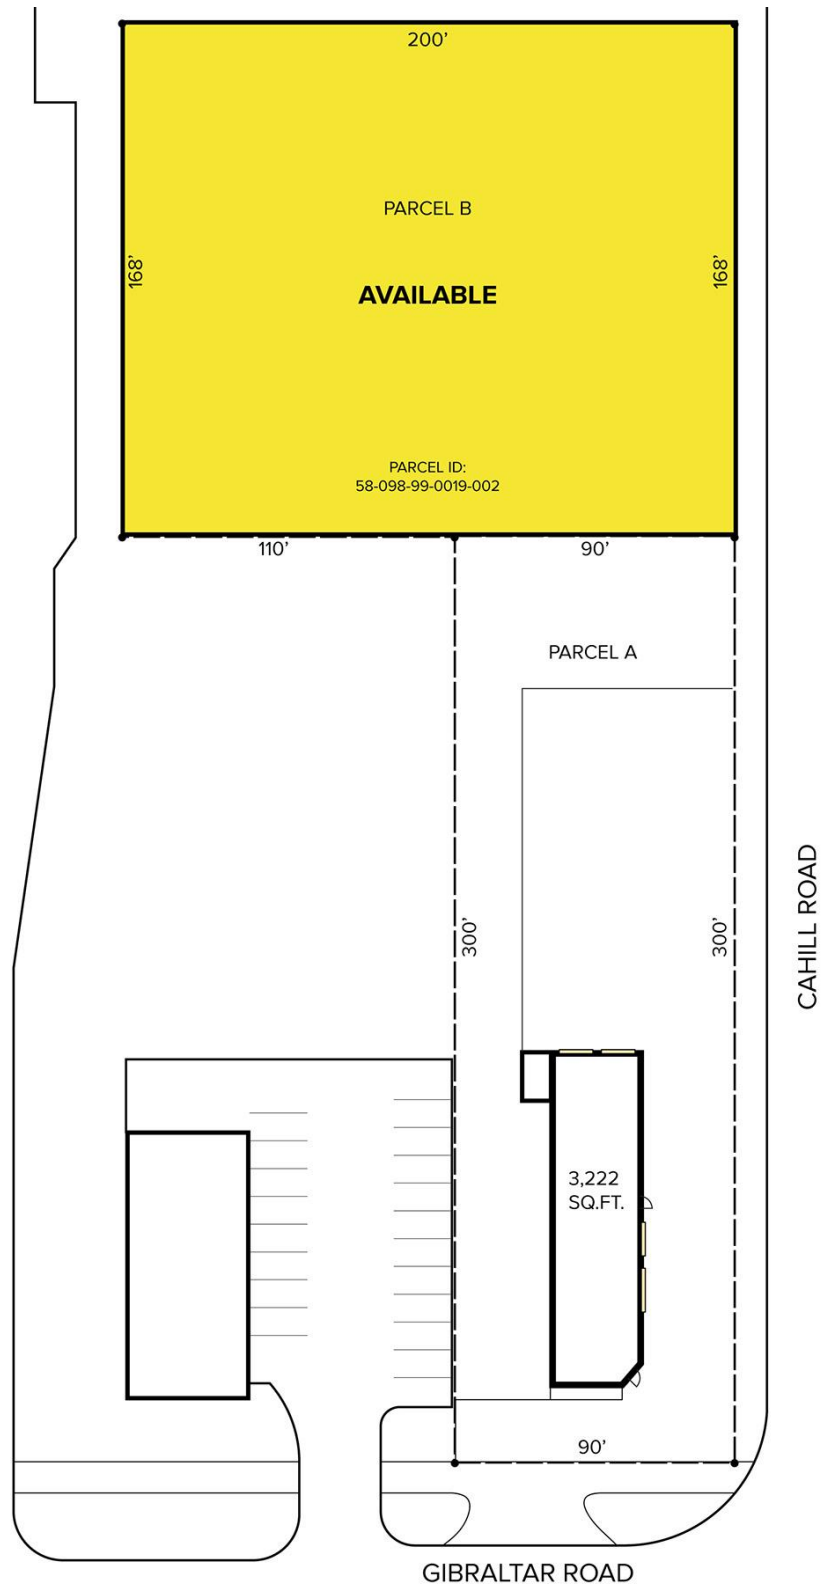 200’
PARCEL B
168’
168’
AVAILABLE
PARCEL ID:
58-098-99-0019-002
110’
90’
PARCEL A
300’
300’
CAHILL ROAD
3,222
SQ.FT.
90’
GIBRALTAR ROAD